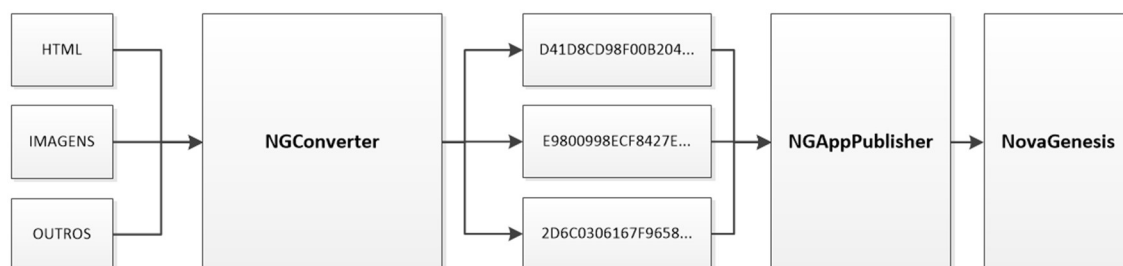 HTML
IMAGENS
OUTROS
NGConverter
D41D8CD98F00B204...
E9800998ECF8427E...
2D6C0306167F9658...
NGAppPublisher
NovaGenesis